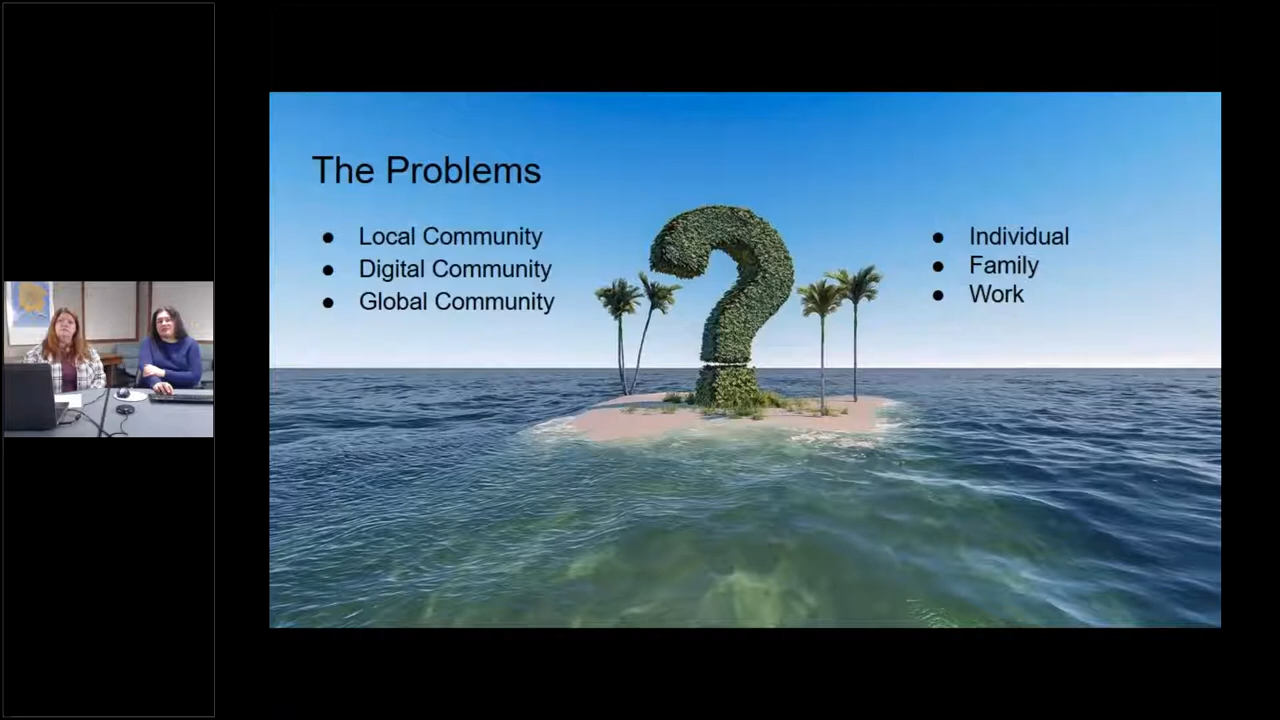 The Problems
● Local Community
● Digital Community
● Global Community
● Individual
● Family
● Work